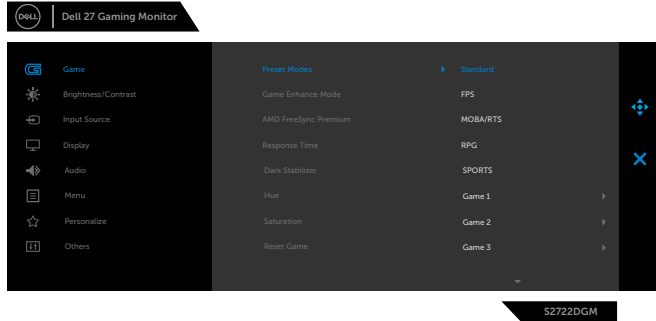 DELL Dell 27 Gaming Monitor
Game Preset Modes Standard
Brightness/Contrast Game Enhance Mode FPS
Input Source AMD FreeSync Premium MOBA/RTS
Display Response Time RPG
Audio Dark Stabilizer SPORTS
Menu Hue Game 1
Personalize Saturation Game 2
Others Reset Game Game 3
S2722DGM